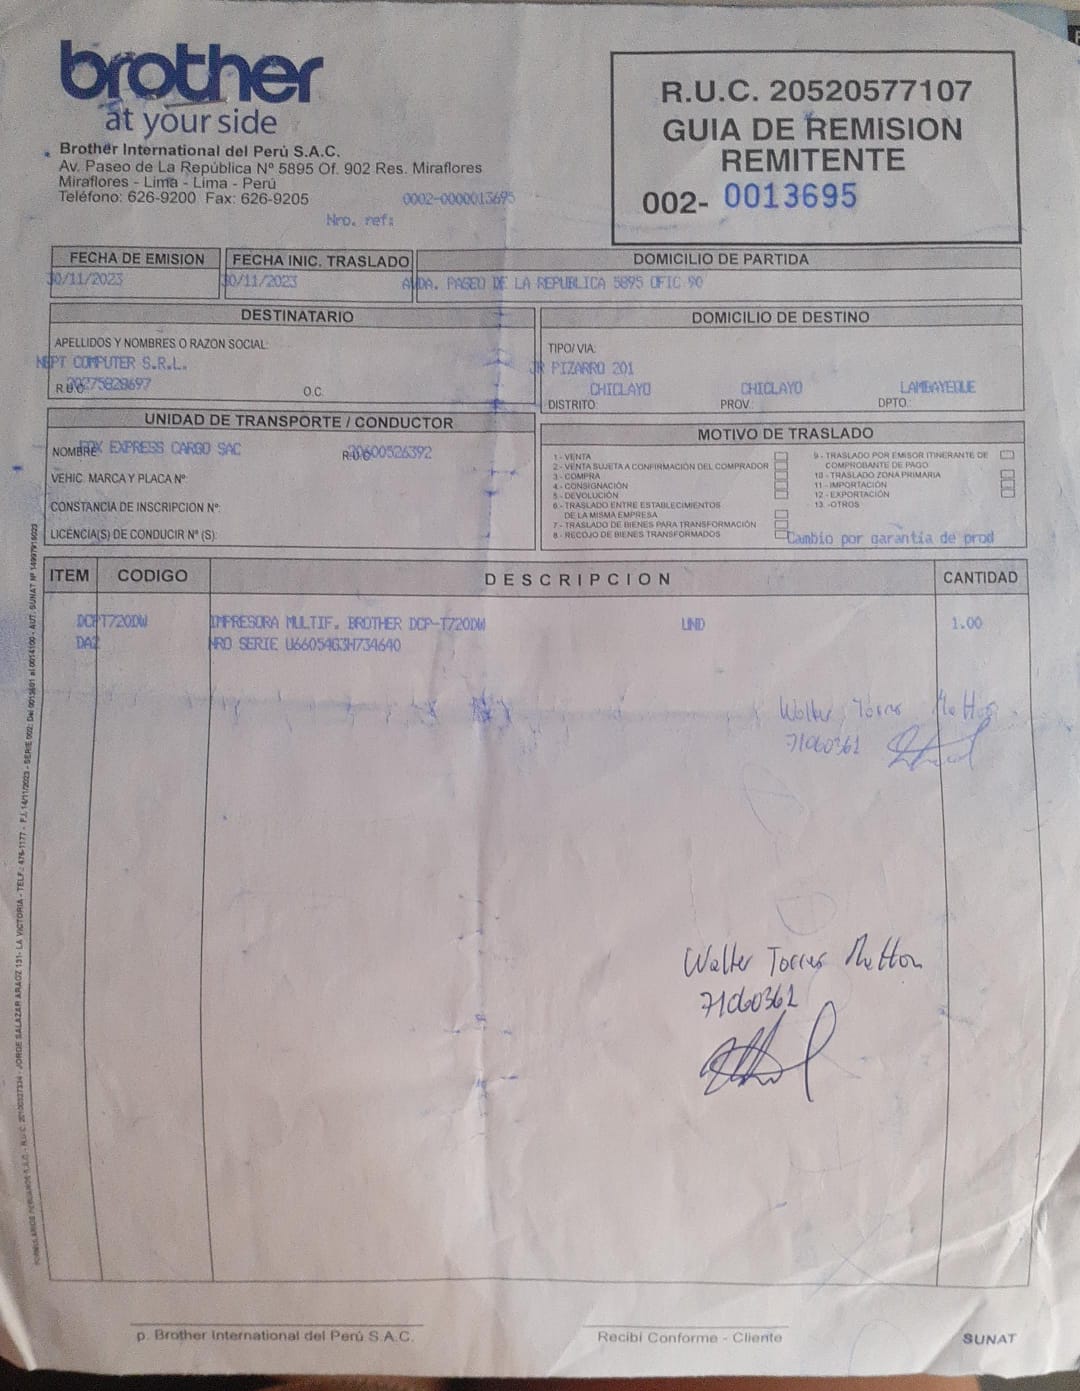 brother
at your side
Brother International del Perú S.A.C.
Av. Paseo de La República Nº 5895 Of. 902 Res. Miraflores
Miraflores - Lima - Lima - Perú
Teléfono: 626-9200 Fax: 626-9205
0002-0000013695
Nro. ref:
R.U.C. 20520577107
GUIA DE REMISION
REMITENTE
002- 0013695
FECHA DE EMISION
30/11/2023
FECHA INIC. TRASLADO
30/11/2023
DOMICILIO DE PARTIDA
AVDA. PASEO DE LA REPUBLICA 5895 OFIC 90
DESTINATARIO
APELLIDOS Y NOMBRES O RAZON SOCIAL:
COMPUTER S.R.L.
R.U.C.
O.C.
DOMICILIO DE DESTINO
TIPO/VIA:
JR PIZARRO 201
CHICLAYO CHICLAYO LAMBAYEQUE
DISTRITO: PROV.: DPTO.:
UNIDAD DE TRANSPORTE / CONDUCTOR
NOMBRE EXPRESS CARGO SAC R.U.C. 20600526392
VEHIC. MARCA Y PLACA Nº
CONSTANCIA DE INSCRIPCION Nº:
LICENCIA(S) DE CONDUCIR Nº (S):
MOTIVO DE TRASLADO
1 - VENTA
2 - VENTA SUJETA A CONFIRMACIÓN DEL COMPRADOR
3 - COMPRA
4 - CONSIGNACIÓN
5 - DEVOLUCIÓN
6 - TRASLADO ENTRE ESTABLECIMIENTOS
DE LA MISMA EMPRESA
7 - TRASLADO DE BIENES PARA TRANSFORMACIÓN
8 - RECOJO DE BIENES TRANSFORMADOS
9 - TRASLADO POR EMISOR ITINERANTE DE
COMPROBANTE DE PAGO
10 - TRASLADO ZONA PRIMARIA
11 - IMPORTACIÓN
12 - EXPORTACIÓN
13 - OTROS
Cambio por garantia de prod
ITEM CODIGO DESCRIPCION CANTIDAD
DCPT720DW IMPRESORA MULTIF. BROTHER DCP-T720DW UND 1.00
NRO SERIE U66054G3H734640
Walter Torres
71060361
Walter Torres
71060361
p. Brother International del Perú S.A.C.
Recibí Conforme - Cliente
SUNAT